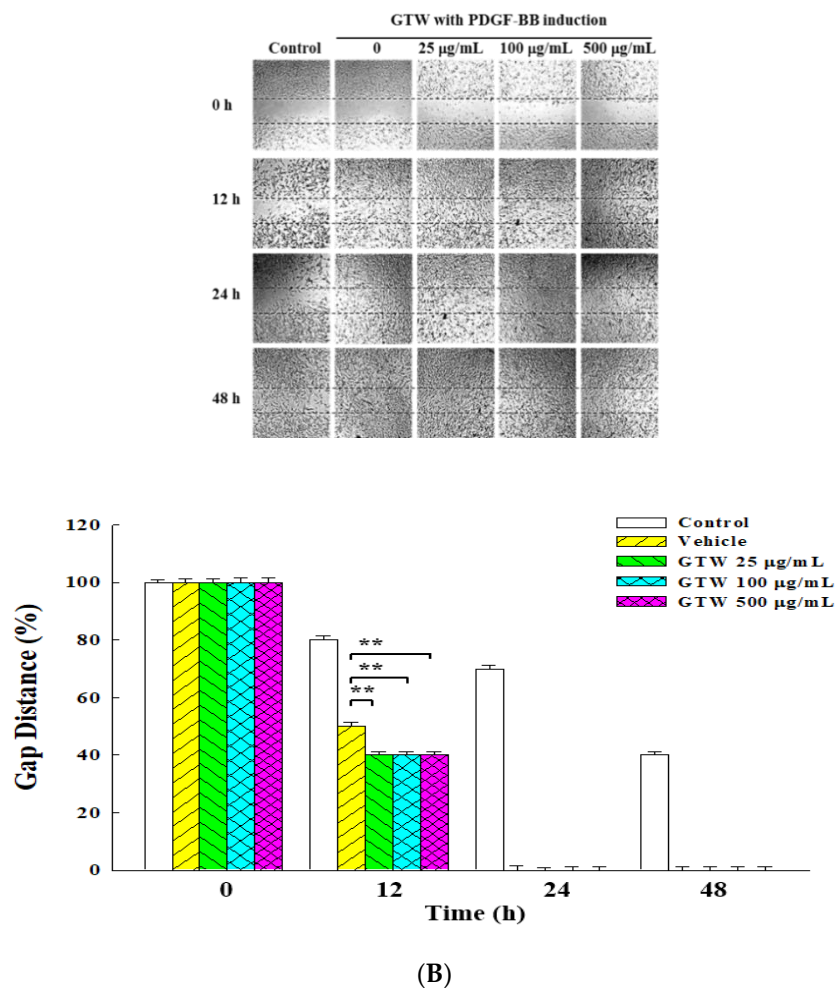 GTW with PDGF-BB induction
Control 0 25 μg/mL 100 μg/mL 500 μg/mL
0 h
12 h
24 h
48 h
120
100
80
60
40
20
0
Gap Distance (%)
Control
Vehicle
GTW 25 μg/mL
GTW 100 μg/mL
GTW 500 μg/mL
**
**
**
0 12 24 48
Time (h)
(B)